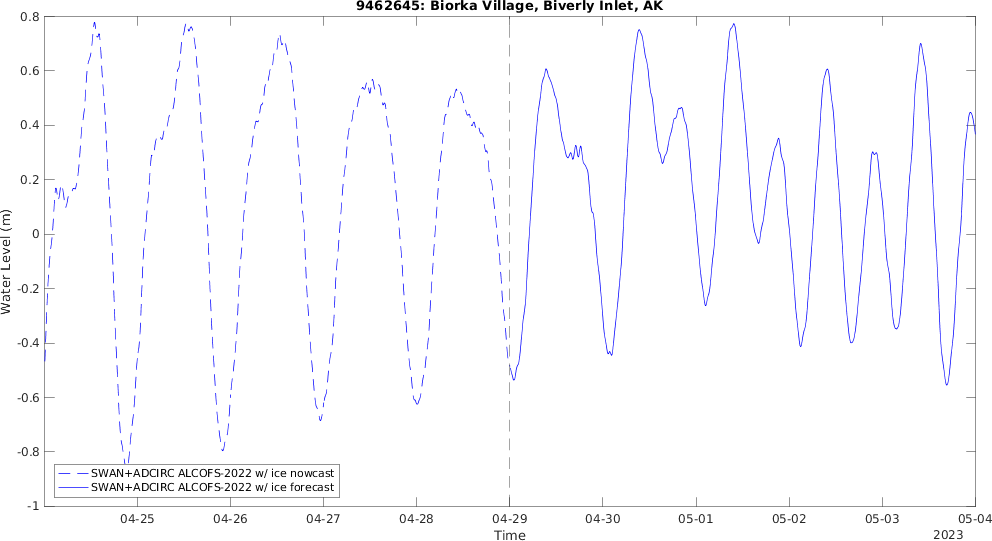 9462645: Biorka Village, Biverly Inlet, AK
0.8
0.6
0.4
0.2
0
-0.2
-0.4
-0.6
-0.8
-1
Water Level (m)
SWAN+ADCIRC ALCOFS-2022 w/ ice nowcast
SWAN+ADCIRC ALCOFS-2022 w/ ice forecast
04-25 04-26 04-27 04-28 04-29 04-30 05-01 05-02 05-03 05-04
Time
2023